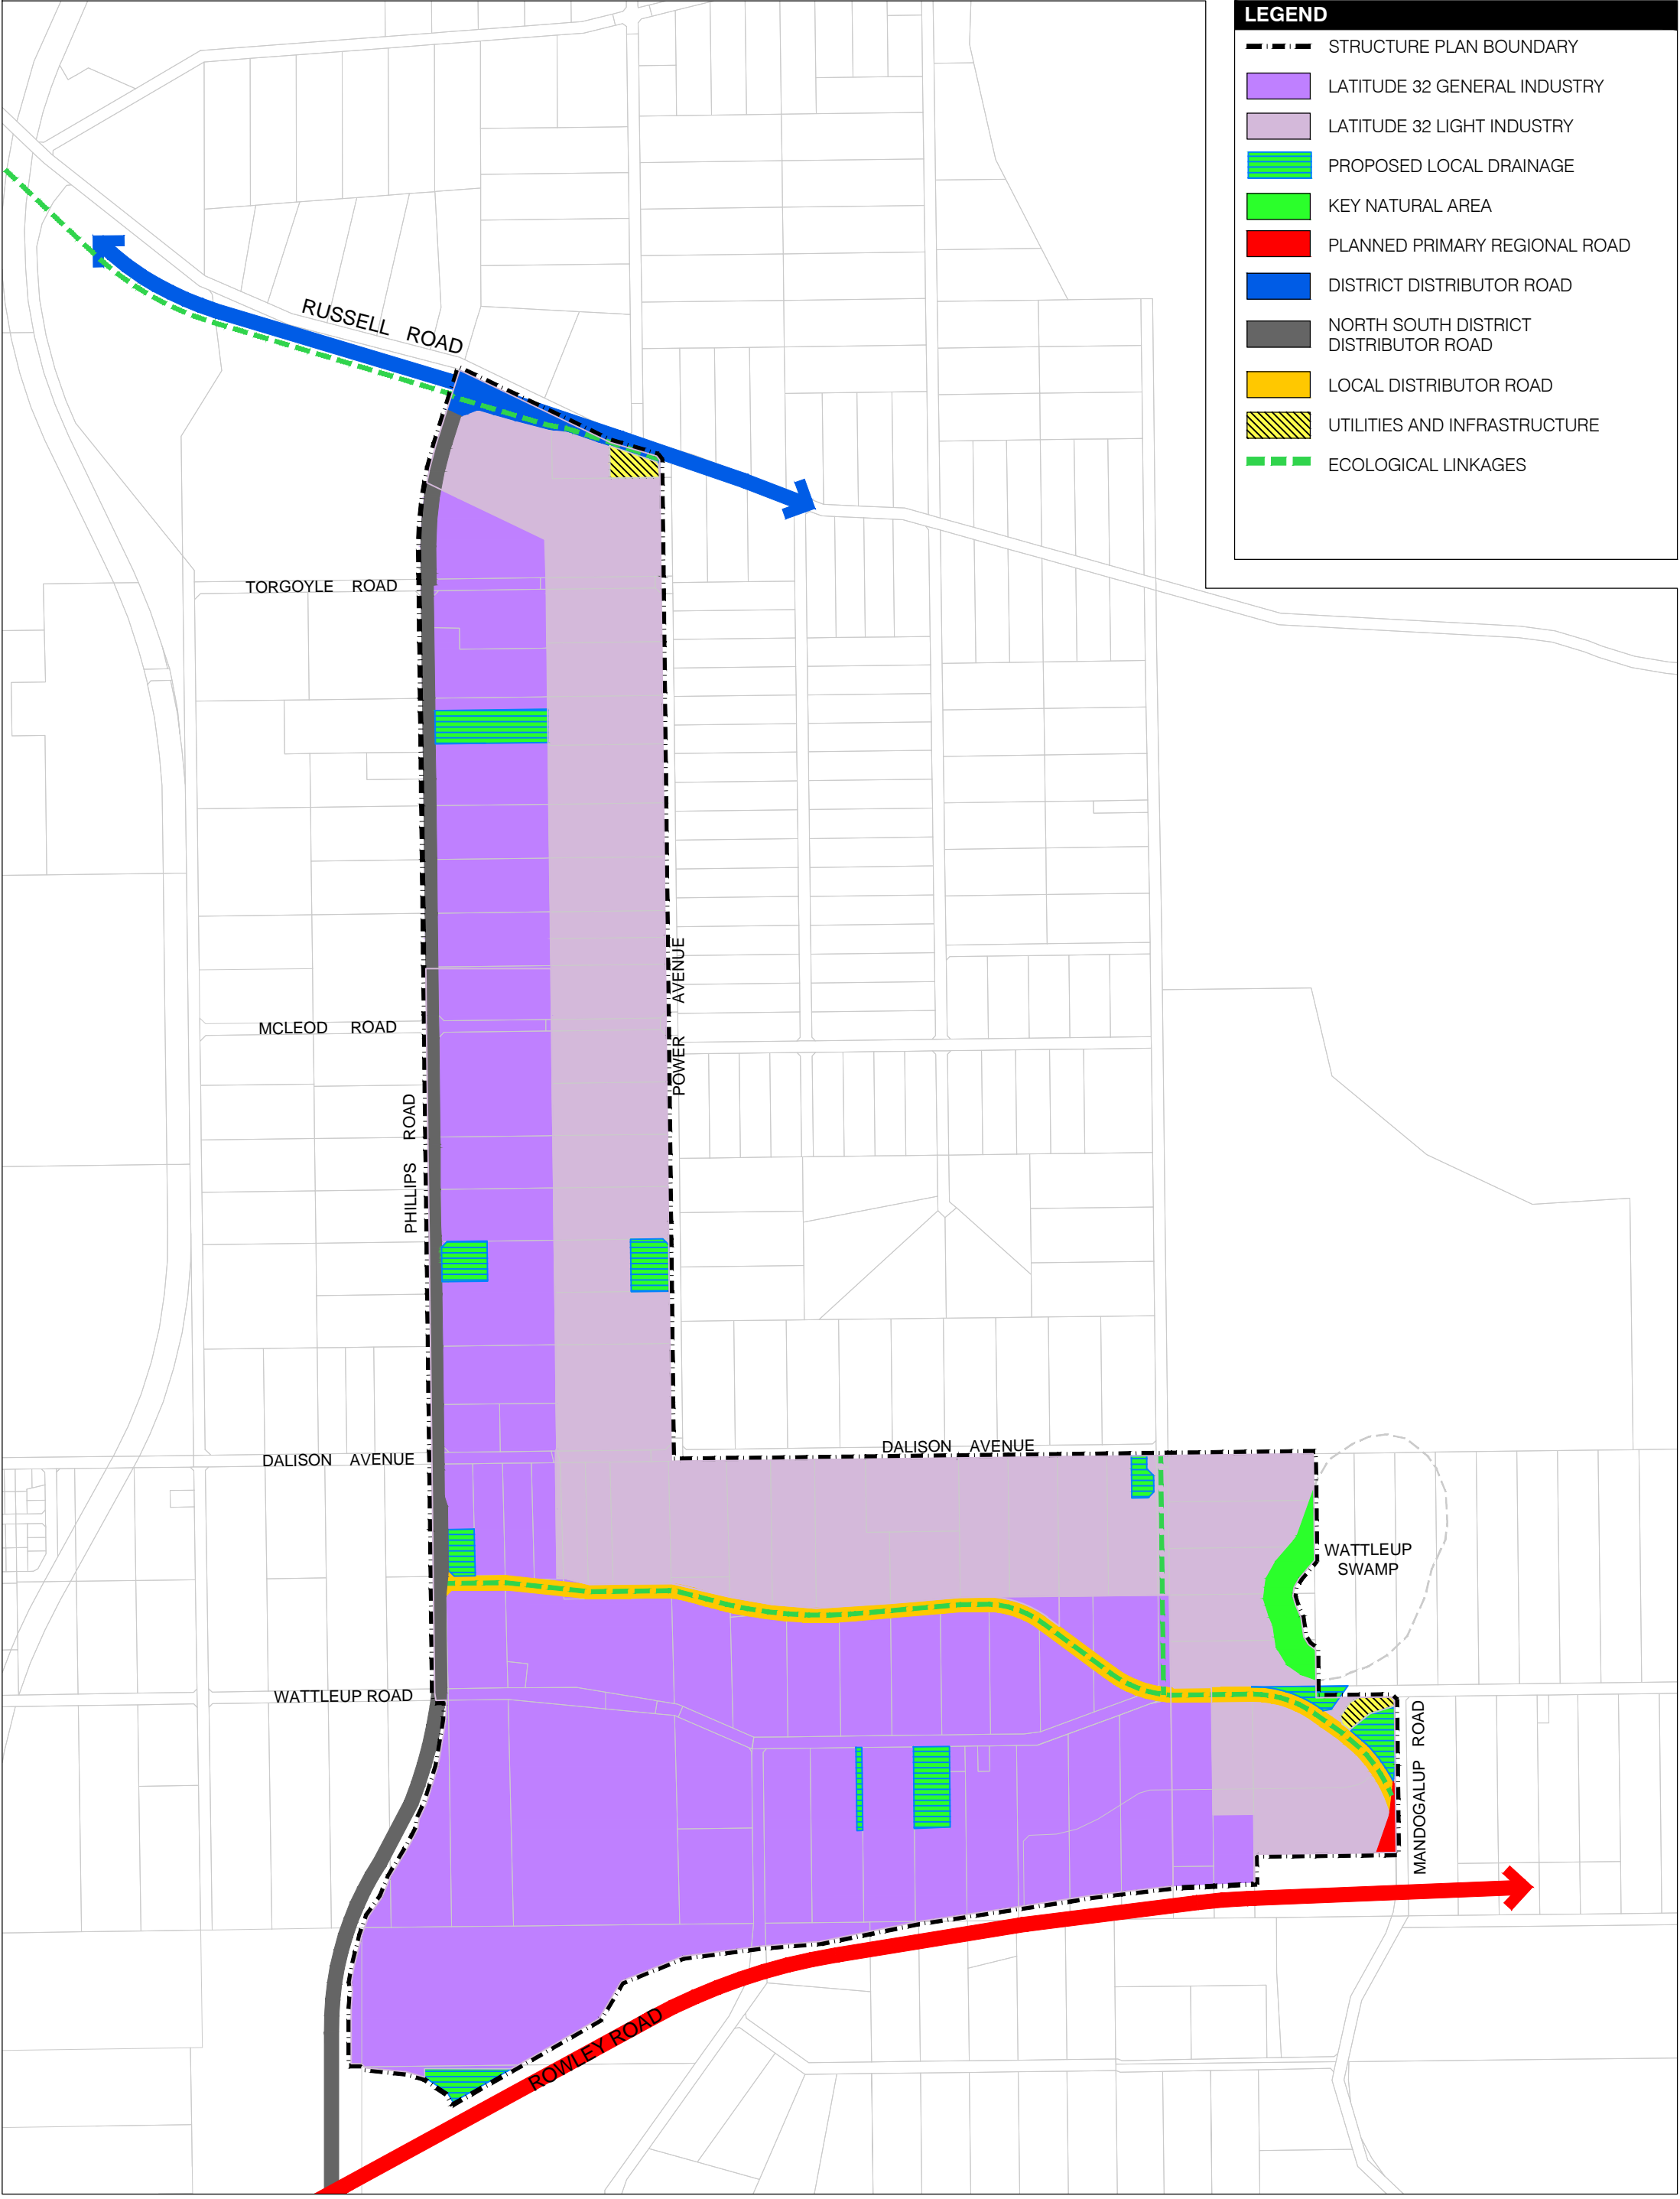 LEGEND
STRUCTURE PLAN BOUNDARY
LATITUDE 32 GENERAL INDUSTRY
LATITUDE 32 LIGHT INDUSTRY
PROPOSED LOCAL DRAINAGE
KEY NATURAL AREA
PLANNED PRIMARY REGIONAL ROAD
DISTRICT DISTRIBUTOR ROAD
NORTH SOUTH DISTRICT
DISTRIBUTOR ROAD
LOCAL DISTRIBUTOR ROAD
UTILITIES AND INFRASTRUCTURE
ECOLOGICAL LINKAGES
RUSSELL ROAD
TORGOYLE ROAD
POWER AVENUE
MCLEOD ROAD
PHILLIPS ROAD
DALISON AVENUE
DALISON AVENUE
WATTLEUP
SWAMP
WATTLEUP ROAD
MANDOGALUP ROAD
ROWLEY ROAD